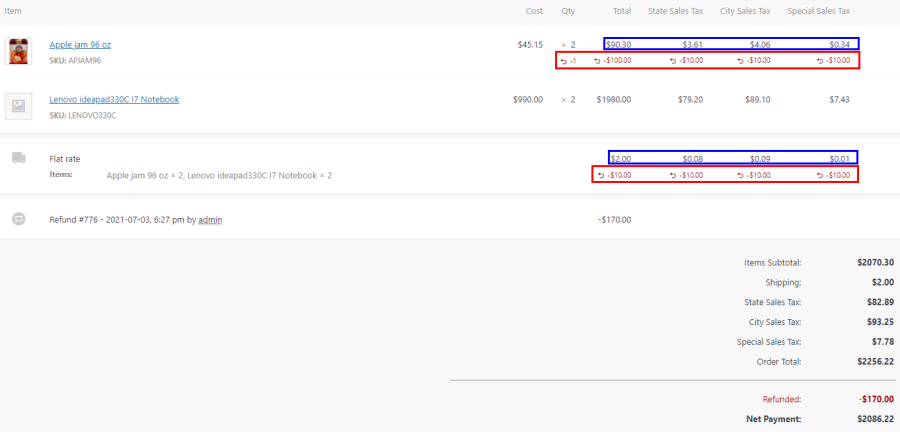 Item Cost Qty Total State Sales Tax City Sales Tax Special Sales Tax
Apple jam 96 oz $45.15 × 2 $90.30 $3.61 $4.06 $0.34
SKU: APJAM96 -1 -$100.00 -$10.00 -$10.00 -$10.00
Lenovo ideapad330C I7 Notebook $990.00 × 2 $1980.00 $79.20 $89.10 $7.43
SKU: LENOVO330C
Flat rate $2.00 $0.08 $0.09 $0.01
Items: Apple jam 96 oz × 2, Lenovo ideapad330C I7 Notebook × 2 -$10.00 -$10.00 -$10.00 -$10.00
Refund #776 - 2021-07-03, 6:27 pm by admin -$170.00
Items Subtotal: $2070.30
Shipping: $2.00
State Sales Tax: $82.89
City Sales Tax: $93.25
Special Sales Tax: $7.78
Order Total: $2256.22
Refunded: -$170.00
Net Payment: $2086.22